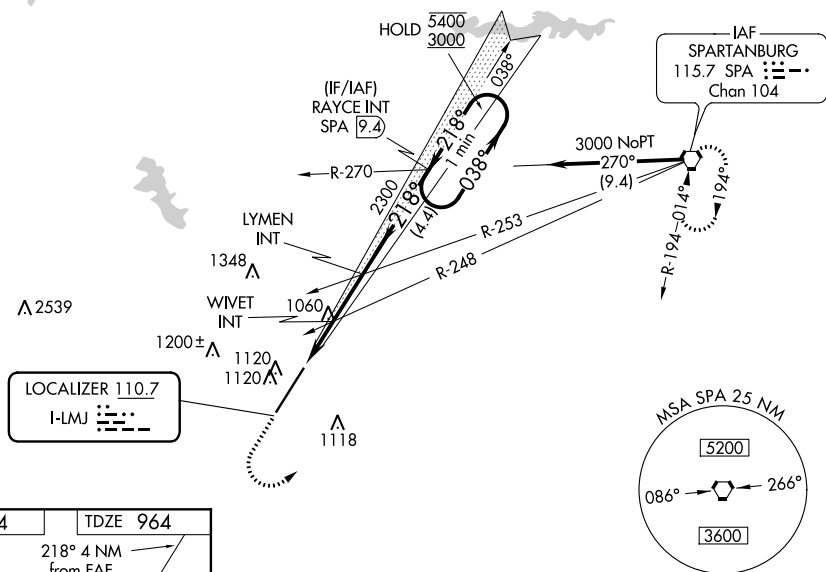 HOLD 5400
3000
038°
IAF
SPARTANBURG
115.7 SPA
Chan 104
(IF/IAF)
RAYCE INT
SPA 9.4
218°
1 min
038°
R-270
3000 NoPT
270°
(9.4)
194°
014°
R-194
2300
218°
(4.4)
R-253
R-248
LYMEN
INT
1348
2539
WIVET
INT
1060
1200±
1120
1120
LOCALIZER 110.7
I-LMJ
1118
MSA SPA 25 NM
5200
086°
266°
3600
4
TDZE 964
218° 4 NM
from FAF